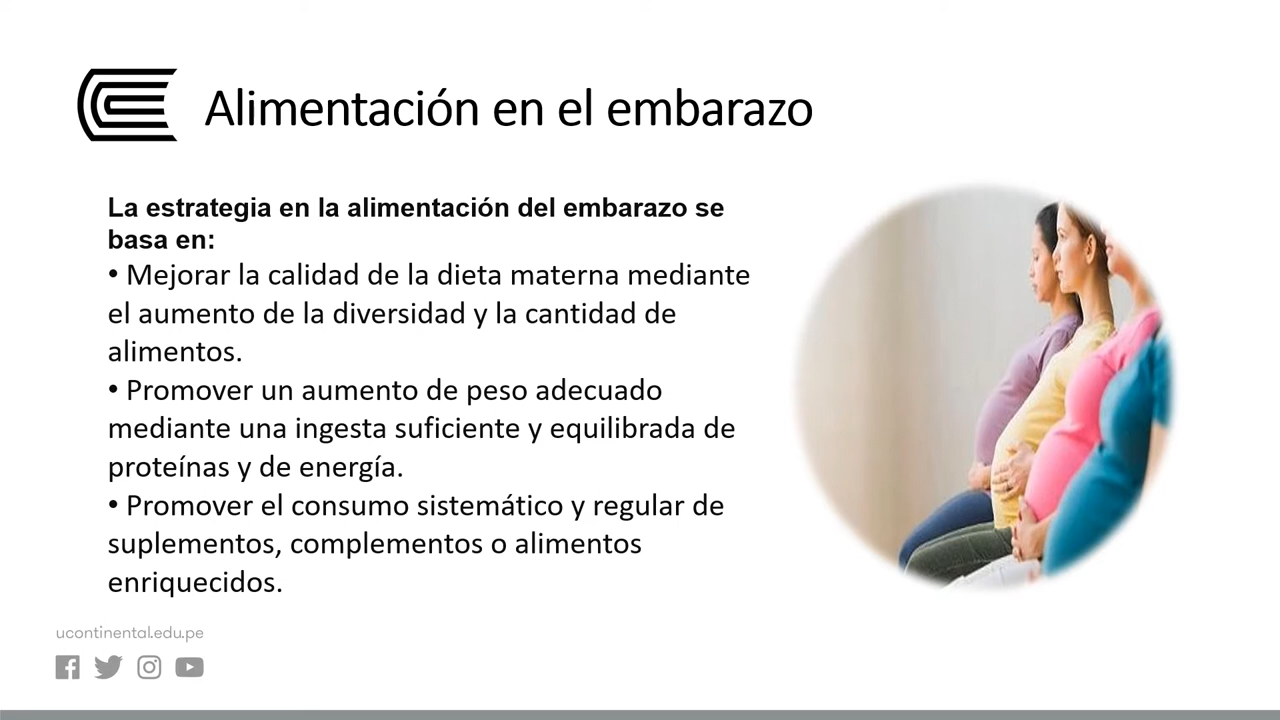 Alimentación en el embarazo
La estrategia en la alimentación del embarazo se
basa en:
• Mejorar la calidad de la dieta materna mediante
el aumento de la diversidad y la cantidad de
alimentos.
• Promover un aumento de peso adecuado
mediante una ingesta suficiente y equilibrada de
proteínas y de energía.
• Promover el consumo sistemático y regular de
suplementos, complementos o alimentos
enriquecidos.
ucontinental.edu.pe